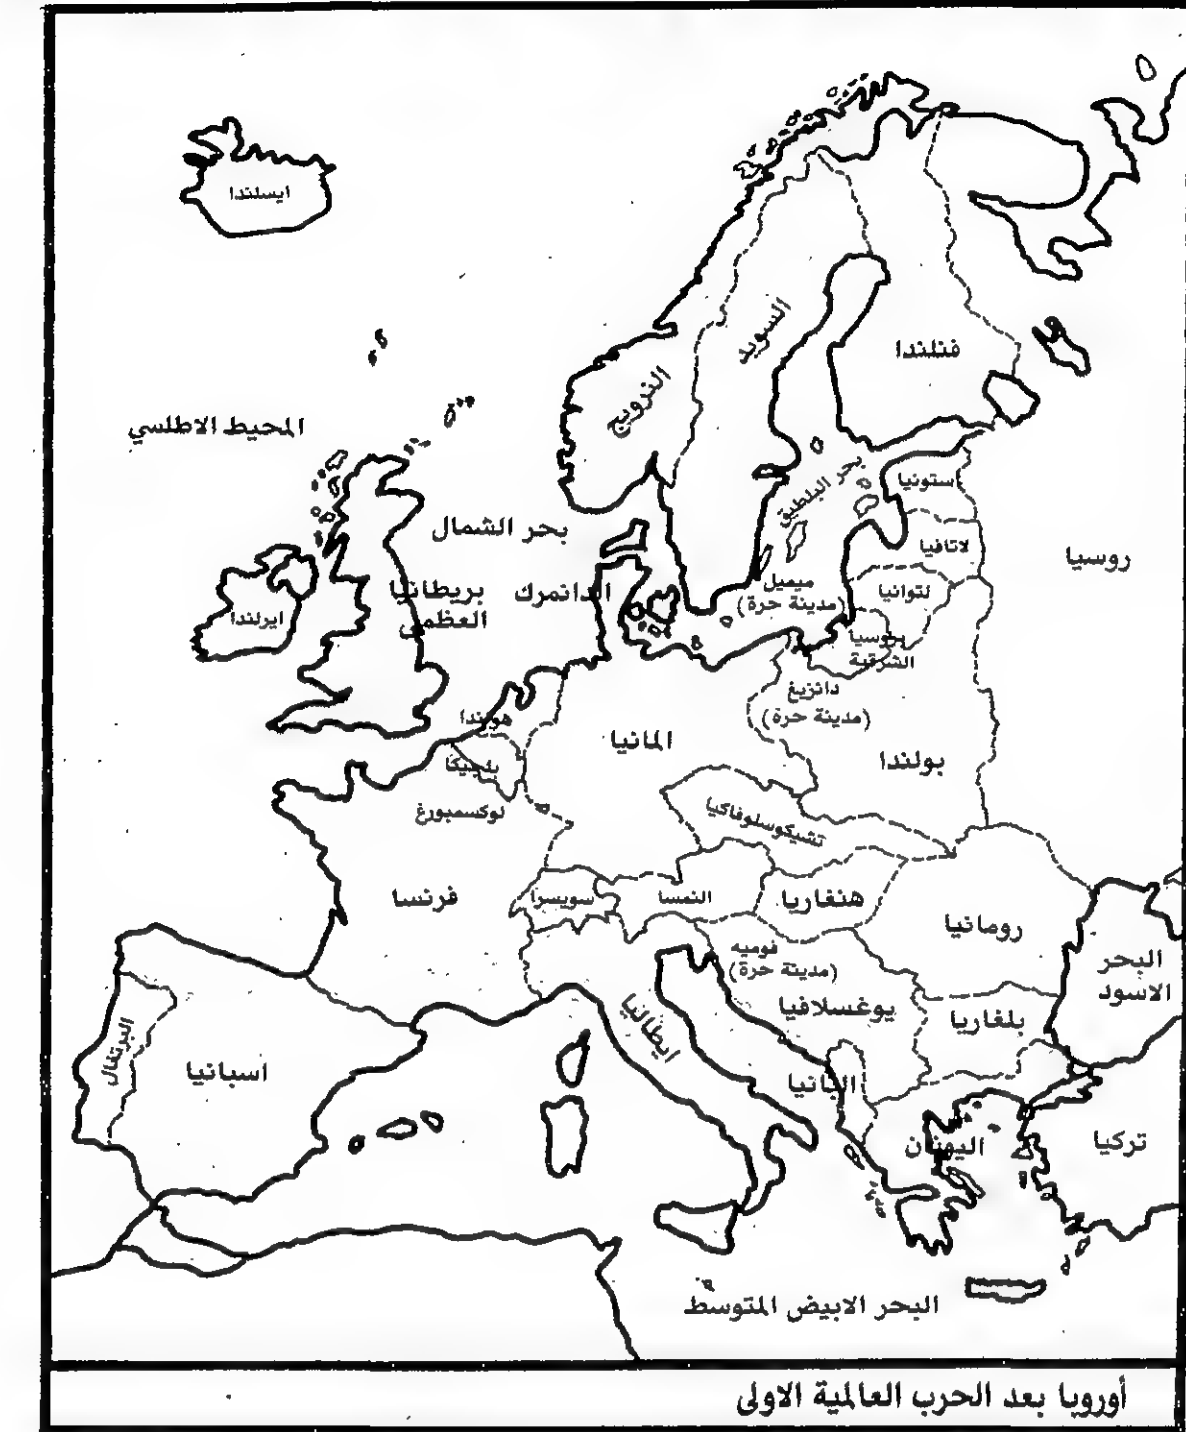 ايسلندا
السويد
فنلندا
النرويج
المحيط الاطلسي
بحر البلطيق
ستونيا
بحر الشمال
لاتافيا
روسيا
ميميل
(مدينة حرة)
لتوانيا
الدانمرك
بريطانيا
العظمى
ايرلندا
بروسيا
الشرقية
دانزيغ
(مدينة حرة)
هولندا
المانيا
بولندا
بلجيكا
لوكسمبورغ
تشيكوسلوفاكيا
فرنسا
سويسرا
النمسا
هنغاريا
رومانيا
فوميه
(مدينة حرة)
البحر
الاسود
يوغسلافيا
بلغاريا
ايطاليا
البرتغال
اسبانيا
البانيا
اليونان
تركيا
البحر الابيض المتوسط
أوروبا بعد الحرب العالمية الاولى